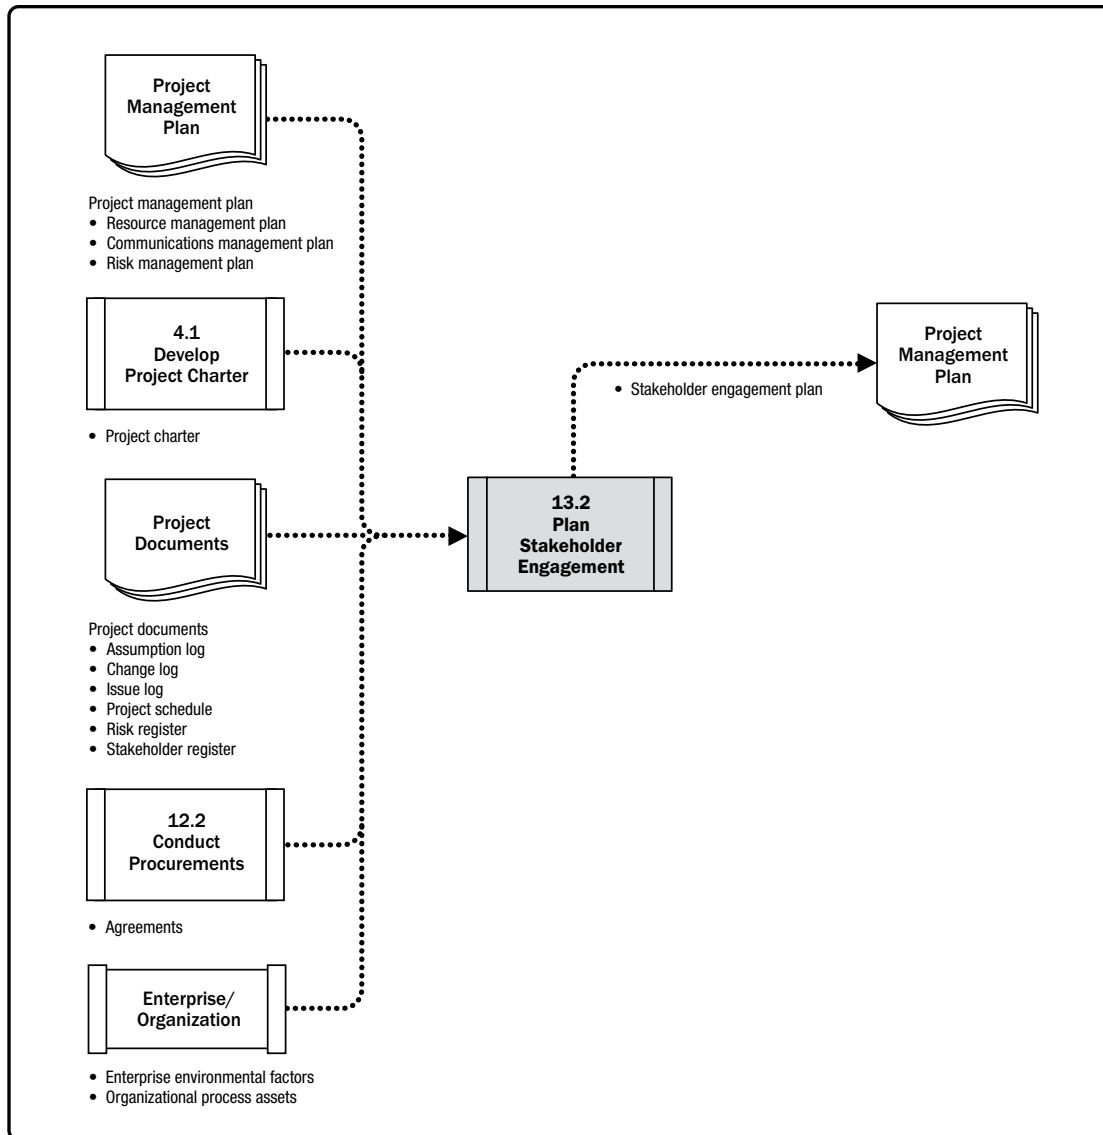 Project
Management
Plan
Project management plan
• Resource management plan
• Communications management plan
• Risk management plan
4.1
Develop
Project Charter
• Project charter
Project
Documents
Project documents
• Assumption log
• Change log
• Issue log
• Project schedule
• Risk register
• Stakeholder register
12.2
Conduct
Procurements
• Agreements
Enterprise/
Organization
• Enterprise environmental factors
• Organizational process assets
13.2
Plan
Stakeholder
Engagement
• Stakeholder engagement plan
Project
Management
Plan